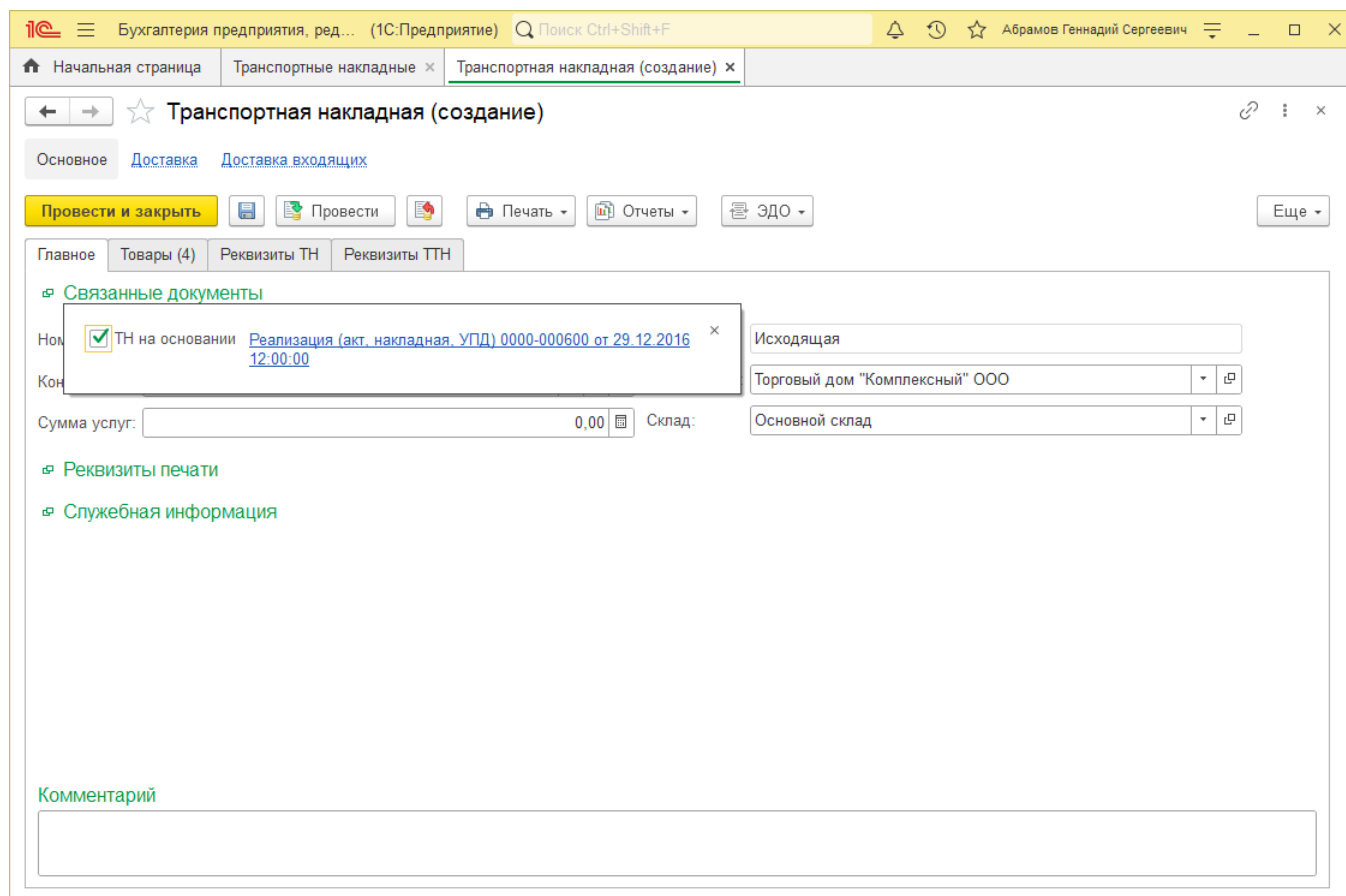 1С Бухгалтерия предприятия, ред... (1С:Предприятие) Поиск Ctrl+Shift+F Абрамов Геннадий Сергеевич
Начальная страница Транспортные накладные × Транспортная накладная (создание) ×
Транспортная накладная (создание)
Основное Доставка Доставка входящих
Провести и закрыть Провести Печать Отчеты ЭДО Еще
Главное Товары (4) Реквизиты ТН Реквизиты ТТН
Связанные документы
Ном ТН на основании Реализация (акт, накладная, УПД) 0000-000600 от 29.12.2016 Исходящая
12:00:00
Кон Торговый дом "Комплексный" ООО
Сумма услуг: 0,00 Склад: Основной склад
Реквизиты печати
Служебная информация
Комментарий